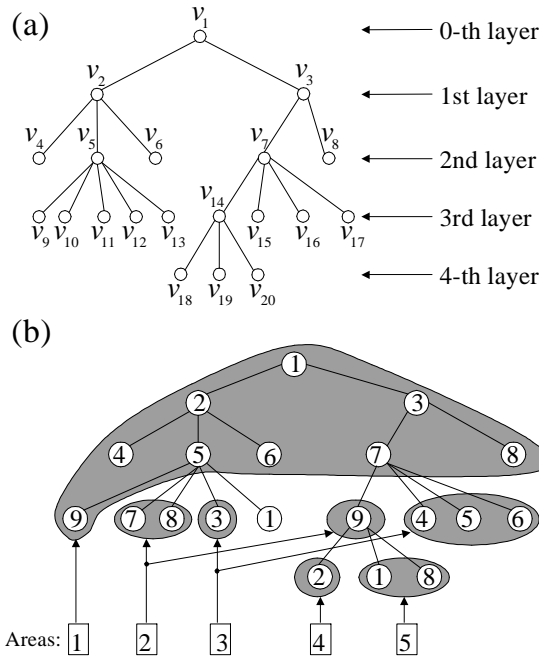 (a)
v1
0-th layer
v2
v3
1st layer
v4
v5
v6
v7
v8
2nd layer
v14
3rd layer
v9
v10
v11
v12
v13
v15
v16
v17
4-th layer
v18
v19
v20
(b)
1
2
3
4
5
6
7
8
9
7
8
3
1
9
4
5
6
2
1
8
Areas: 1 2 3 4 5